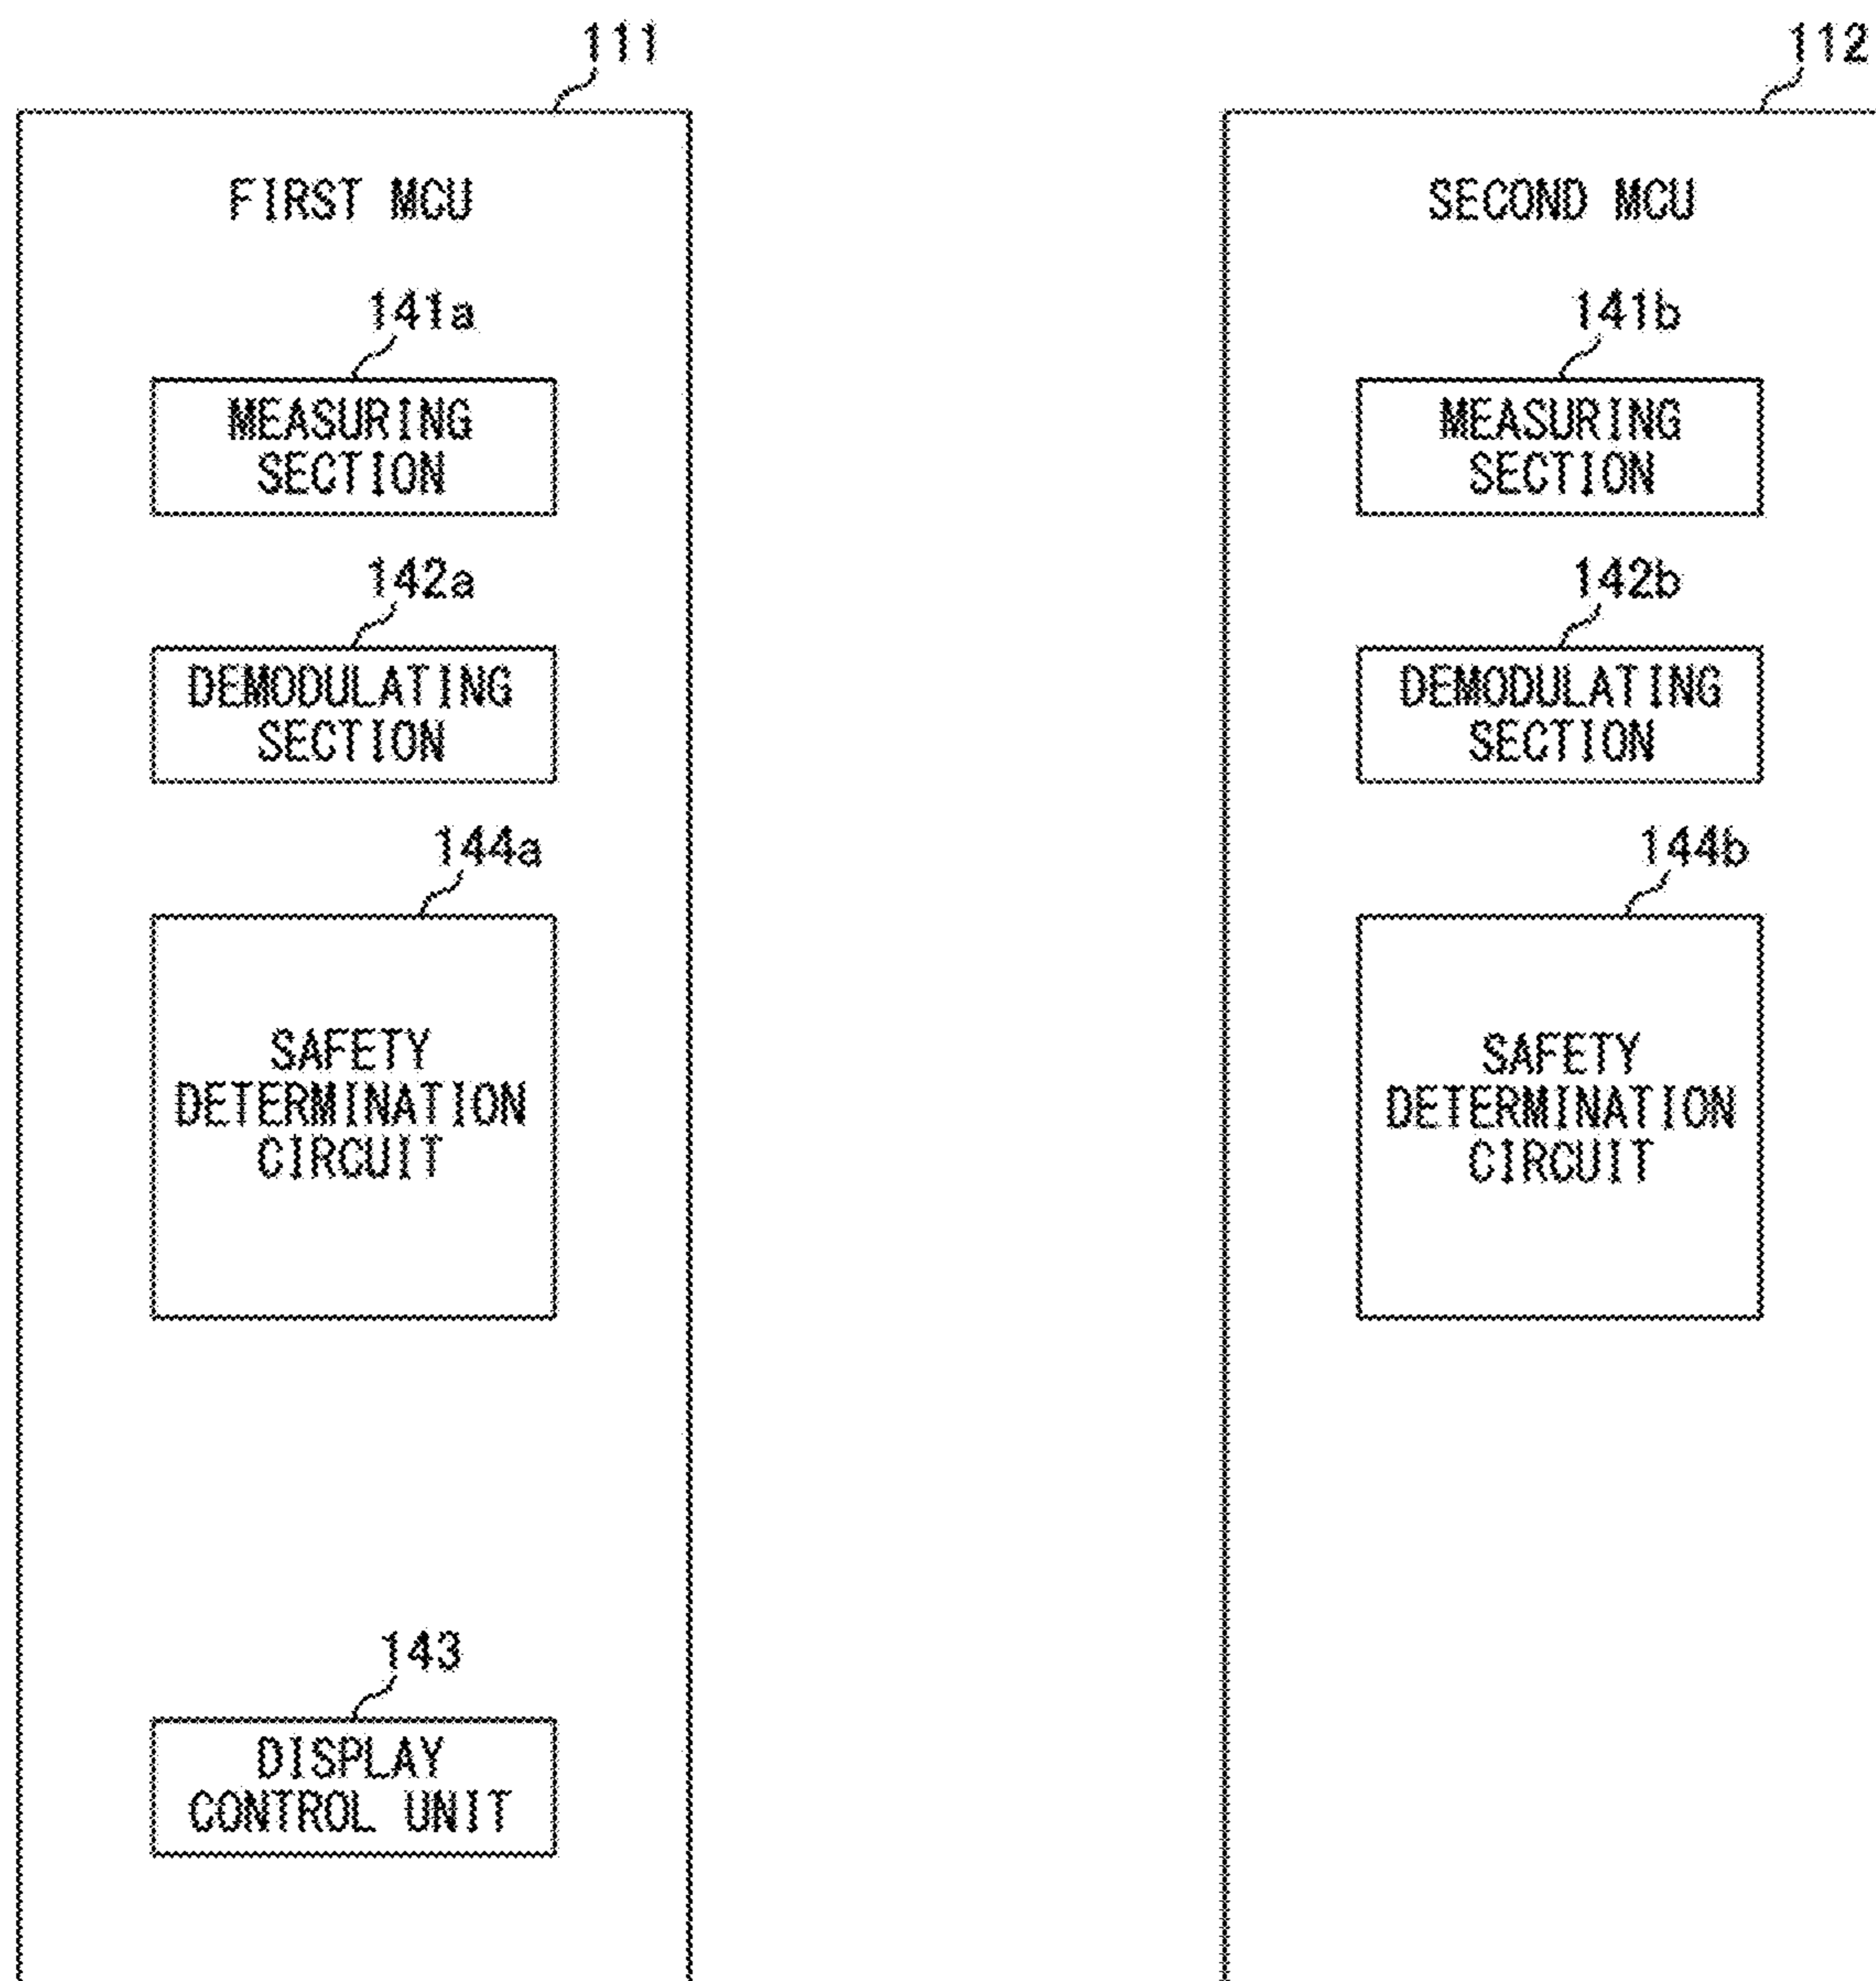 111
FIRST MCU
141a
MEASURING
SECTION
142a
DEMODULATING
SECTION
144a
SAFETY
DETERMINATION
CIRCUIT
143
DISPLAY
CONTROL UNIT
112
SECOND MCU
141b
MEASURING
SECTION
142b
DEMODULATING
SECTION
144b
SAFETY
DETERMINATION
CIRCUIT